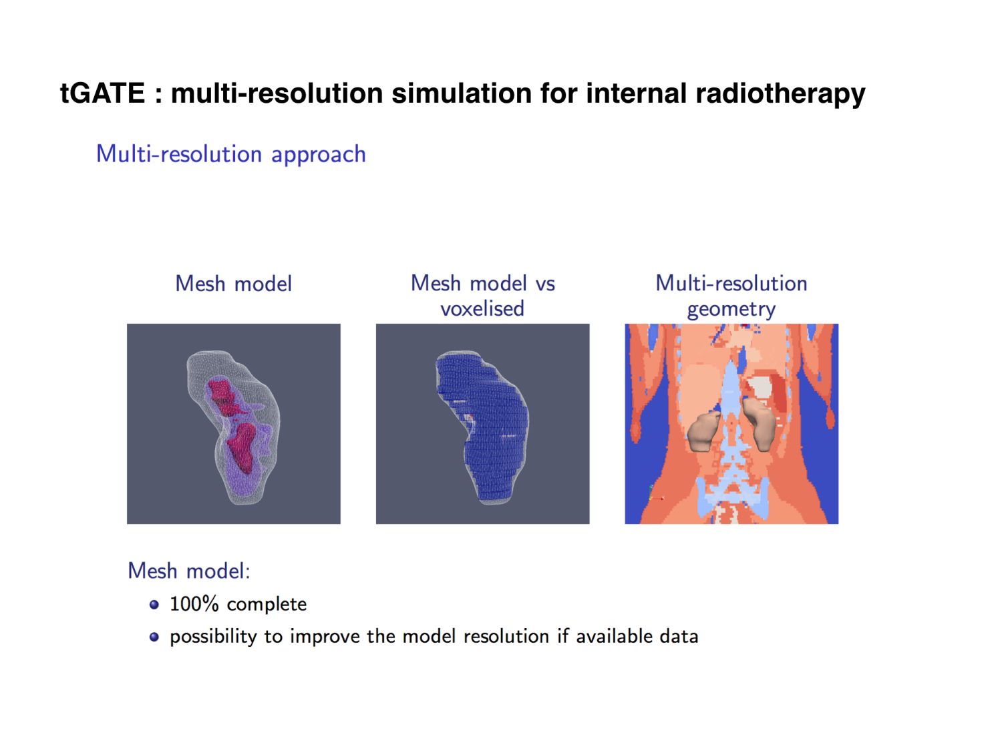 tGATE : multi-resolution simulation for internal radiotherapy
Multi-resolution approach
Mesh model
Mesh model vs
voxelised
Multi-resolution
geometry
Mesh model:
100% complete
possibility to improve the model resolution if available data